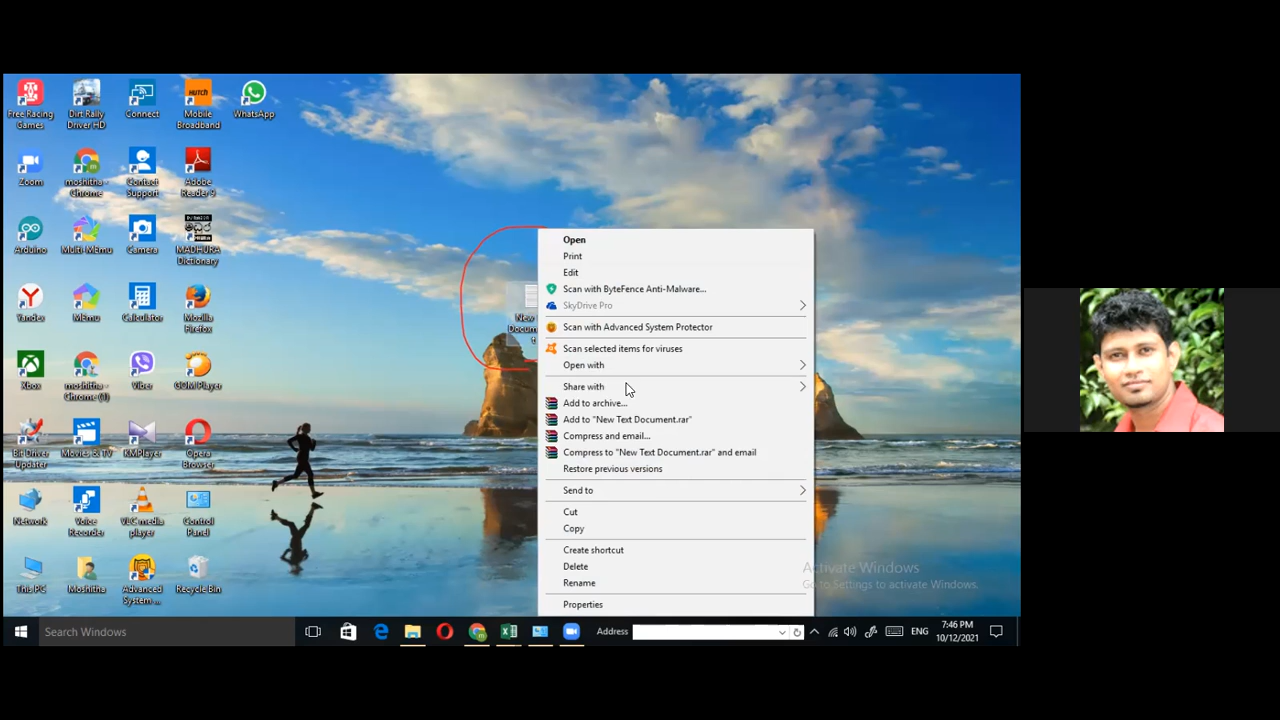 Free Racing
Games
Dirt Rally
Driver HD
Connect
HUTCH
Mobile
Broadband
WhatsApp
Zoom
moshitha -
Chrome
Contact
Support
Adobe
Reader 9
Arduino
Multi-MEmu
Camera
මධුර
MADHURA
Dictionary
Yandex
MEmu
Calculator
Mozilla
Firefox
Xbox
moshitha -
Chrome (1)
Viber
GOM Player
Bit Driver
Updater
Movies & TV
KMPlayer
Opera
Browser
Network
Voice
Recorder
VLC media
player
Control
Panel
This PC
Moshitha
Advanced
System ...
Recycle Bin
New
Docum
t
Open
Print
Edit
Scan with ByteFence Anti-Malware...
SkyDrive Pro
Scan with Advanced System Protector
Scan selected items for viruses
Open with
Share with
Add to archive...
Add to "New Text Document.rar"
Compress and email...
Compress to "New Text Document.rar" and email
Restore previous versions
Send to
Cut
Copy
Create shortcut
Delete
Rename
Properties
Activate Windows
Go to Settings to activate Windows.
Search Windows
Address
ENG
7:46 PM
10/12/2021